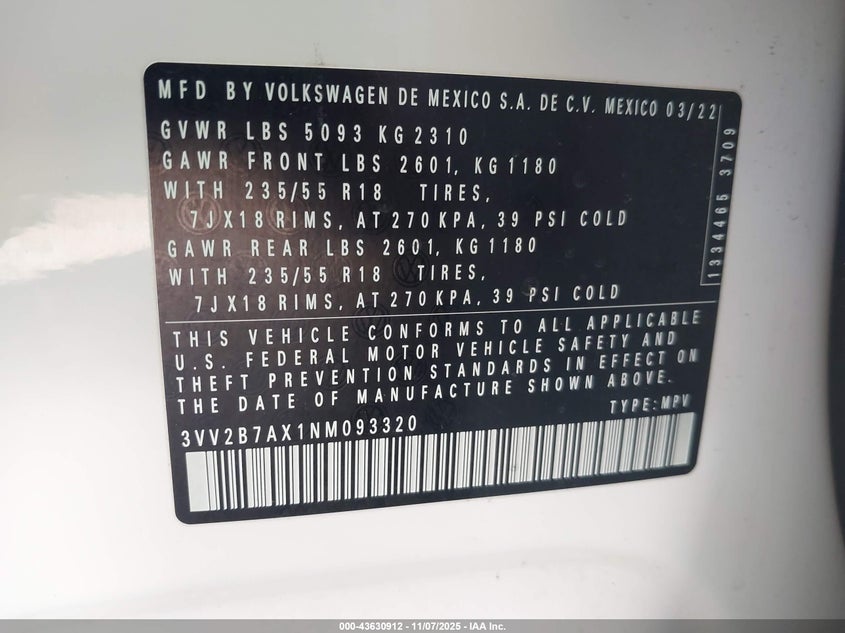 MFD BY VOLKSWAGEN DE MEXICO S.A. DE C.V. MEXICO 03/22
GVWR LBS 5093 KG 2310
GAWR FRONT LBS 2601, KG 1180
WITH 235/55 R18 TIRES,
7JX18 RIMS, AT 270 KPA, 39 PSI COLD
GAWR REAR LBS 2601, KG 1180
WITH 235/55 R18 TIRES,
7JX18 RIMS, AT 270 KPA, 39 PSI COLD
1334465 3709
THIS VEHICLE CONFORMS TO ALL APPLICABLE
U.S. FEDERAL MOTOR VEHICLE SAFETY AND
THEFT PREVENTION STANDARDS IN EFFECT ON
THE DATE OF MANUFACTURE SHOWN ABOVE.
TYPE: MPV
3VV2B7AX1NM093320
000-43630912 - 11/07/2025 - IAA Inc.